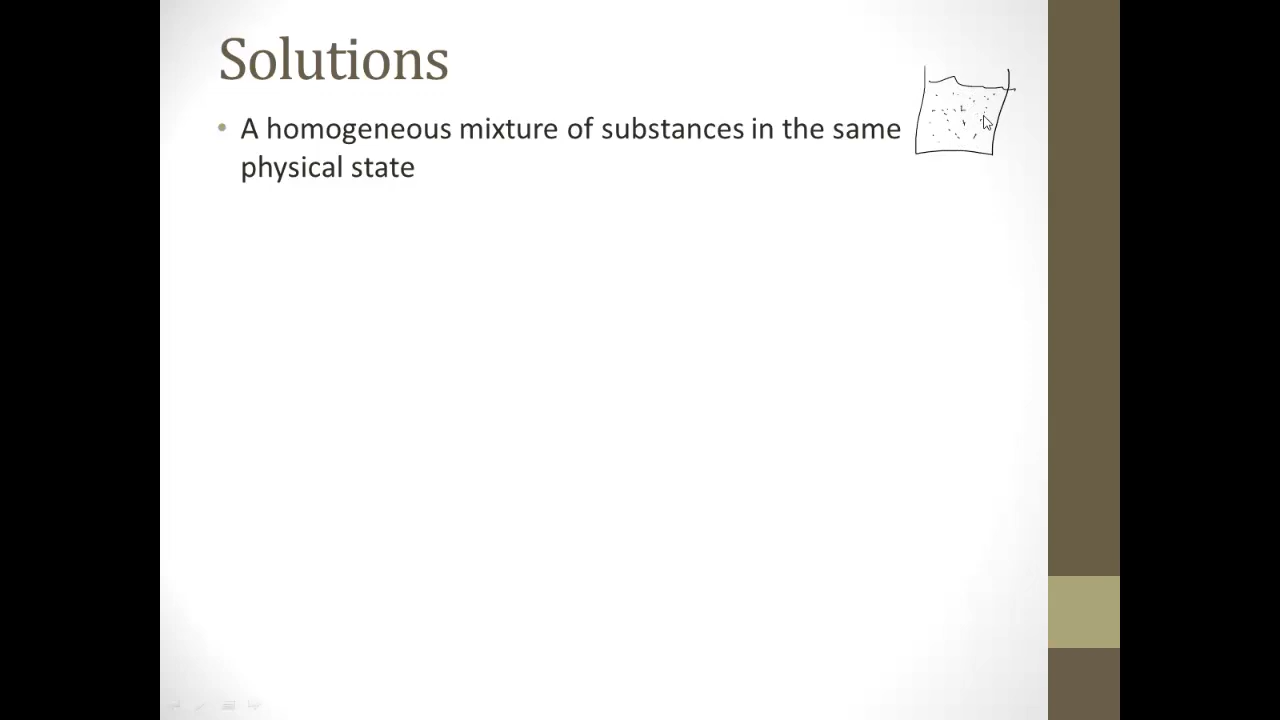 Solutions
• A homogeneous mixture of substances in the same
physical state